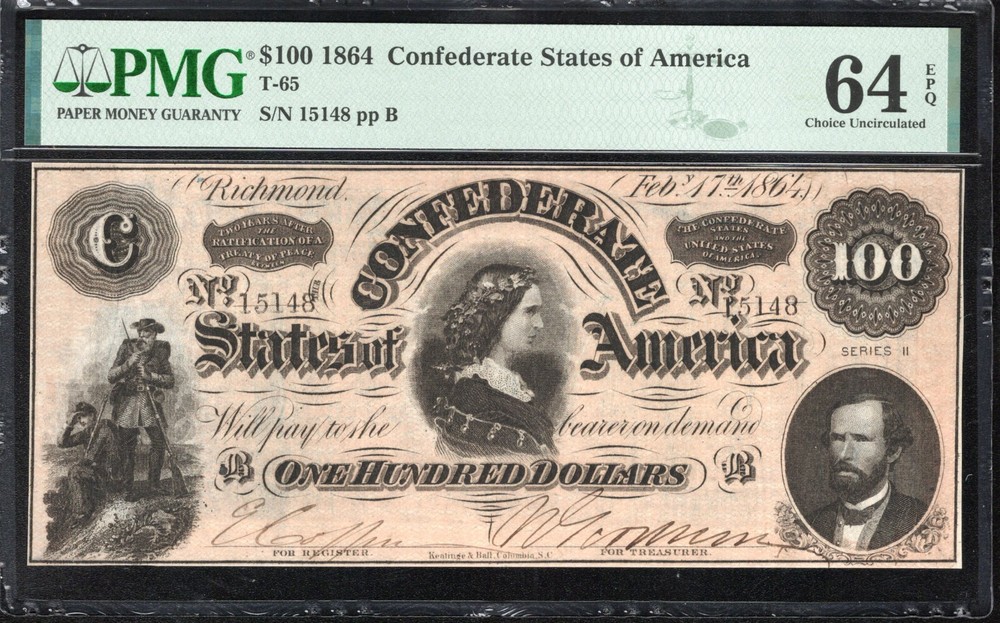 PMG®
PAPER MONEY GUARANTY
$100 1864 Confederate States of America
T-65
S/N 15148 pp B
64 EPQ
Choice Uncirculated
Richmond, Feby 17th 1864
C
TWO YEARS AFTER
THE
RATIFICATION OF A
TREATY OF PEACE
BETWEEN
CONFEDERATE
THE CONFEDERATE
STATES
AND THE
UNITED STATES
OF AMERICA.
100
No 15148
No 15148
States of America
SERIES II
Will pay to the bearer on demand
B ONE HUNDRED DOLLARS B
FOR REGISTER.
Keatinge & Ball, Columbia, S.C.
FOR TREASURER.